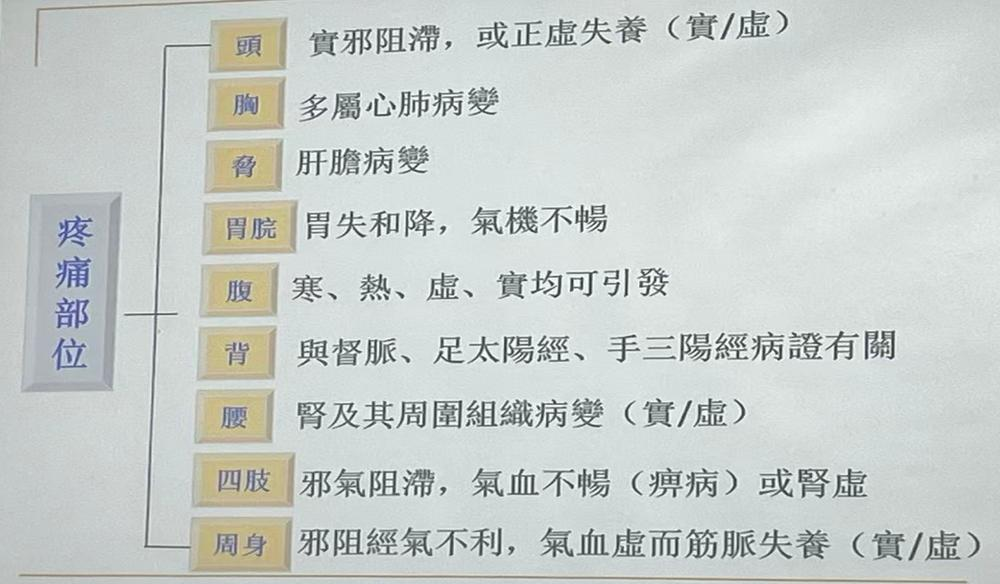 疼痛部位
頭 實邪阻滯，或正虛失養（實/虛）
胸 多屬心肺病變
脅 肝膽病變
胃脘 胃失和降，氣機不暢
腹 寒、熱、虛、實均可引發
背 與督脈、足太陽經、手三陽經病證有關
腰 腎及其周圍組織病變（實/虛）
四肢 邪氣阻滯，氣血不暢（痹病）或腎虛
周身 邪阻經氣不利，氣血虛而筋脈失養（實/虛）